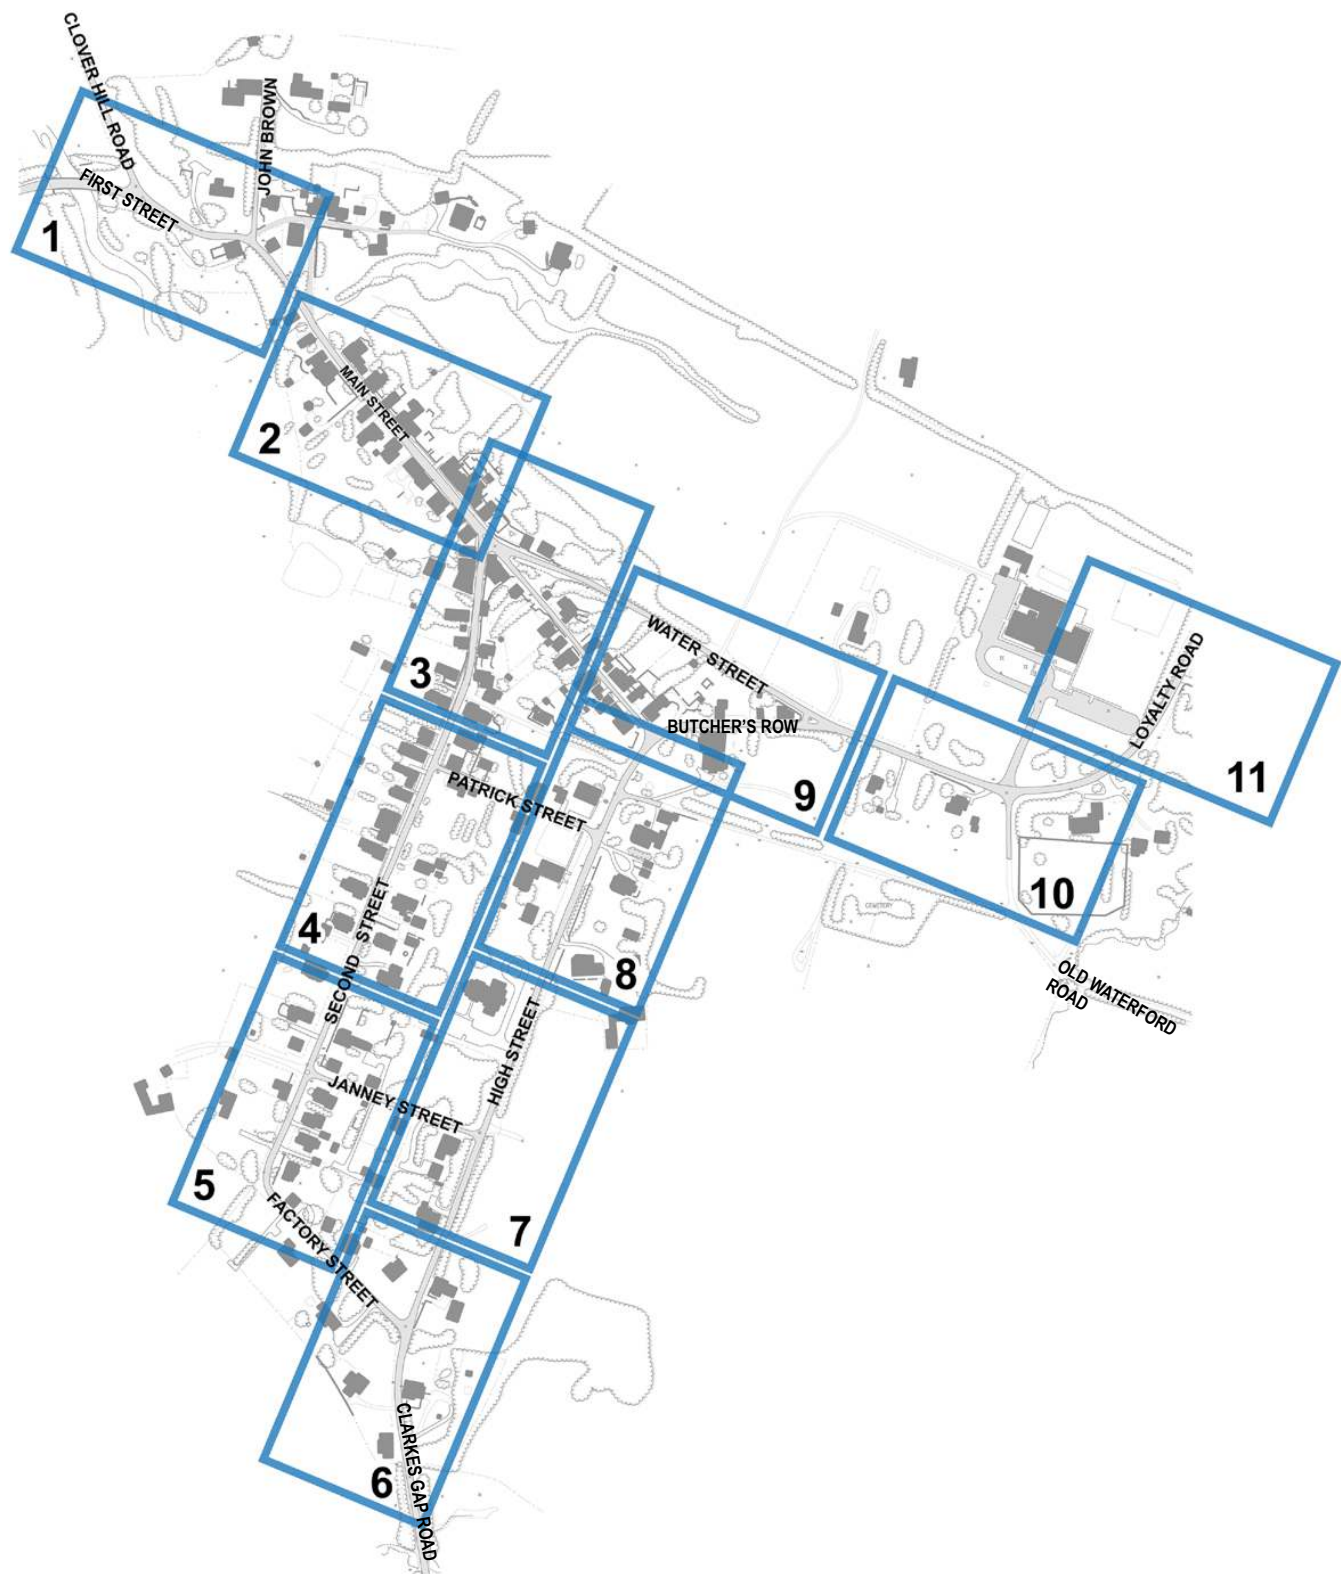 CLOVER HILL ROAD
JOHN BROWN
FIRST STREET
1
MAIN STREET
2
3
WATER STREET
BUTCHER'S ROW
LOYALTY ROAD
11
9
PATRICK STREET
10
CEMETERY
4
SECOND STREET
8
OLD WATERFORD
ROAD
HIGH STREET
JANNEY STREET
5
7
FACTORY STREET
6
CLARKES GAP ROAD